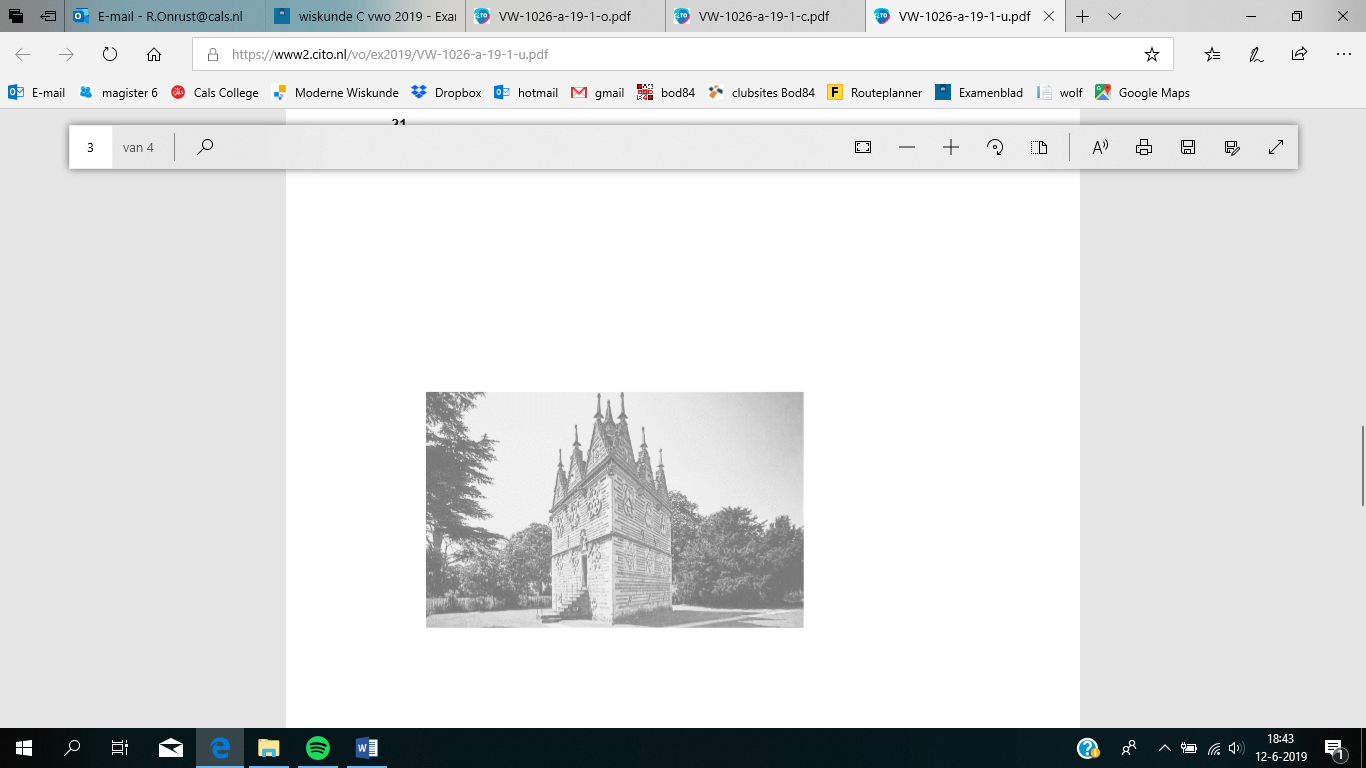 E-mail - R.Onrust@cals.nl
wiskunde C vwo 2019 - Exa
VW-1026-a-19-1-o.pdf
VW-1026-a-19-1-c.pdf
VW-1026-a-19-1-u.pdf
https://www2.cito.nl/vo/ex2019/VW-1026-a-19-1-u.pdf
E-mail
magister 6
Cals College
Moderne Wiskunde
Dropbox
hotmail
gmail
bod84
clubsites Bod84
Routeplanner
Examenblad
wolf
Google Maps
3 van 4
18:43
12-6-2019
1